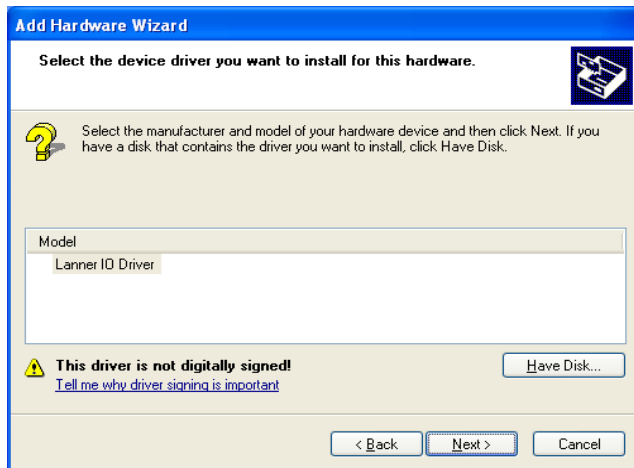 Add Hardware Wizard
Select the device driver you want to install for this hardware.
Select the manufacturer and model of your hardware device and then click Next. If you
have a disk that contains the driver you want to install, click Have Disk.
Model
Lanner IO Driver
This driver is not digitally signed!
Have Disk...
Tell me why driver signing is important
< Back
Next >
Cancel